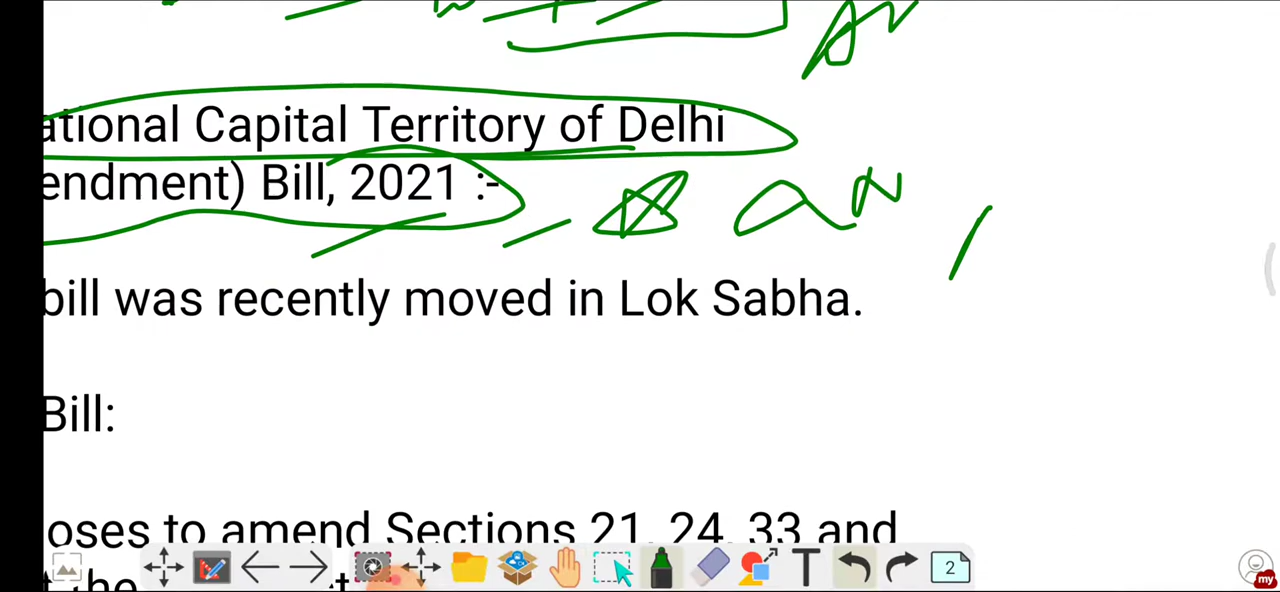 ational Capital Territory of Delhi
endment) Bill, 2021 :-
bill was recently moved in Lok Sabha.
Bill:
oses to amend Sections 21, 24, 33 and
T
2
my